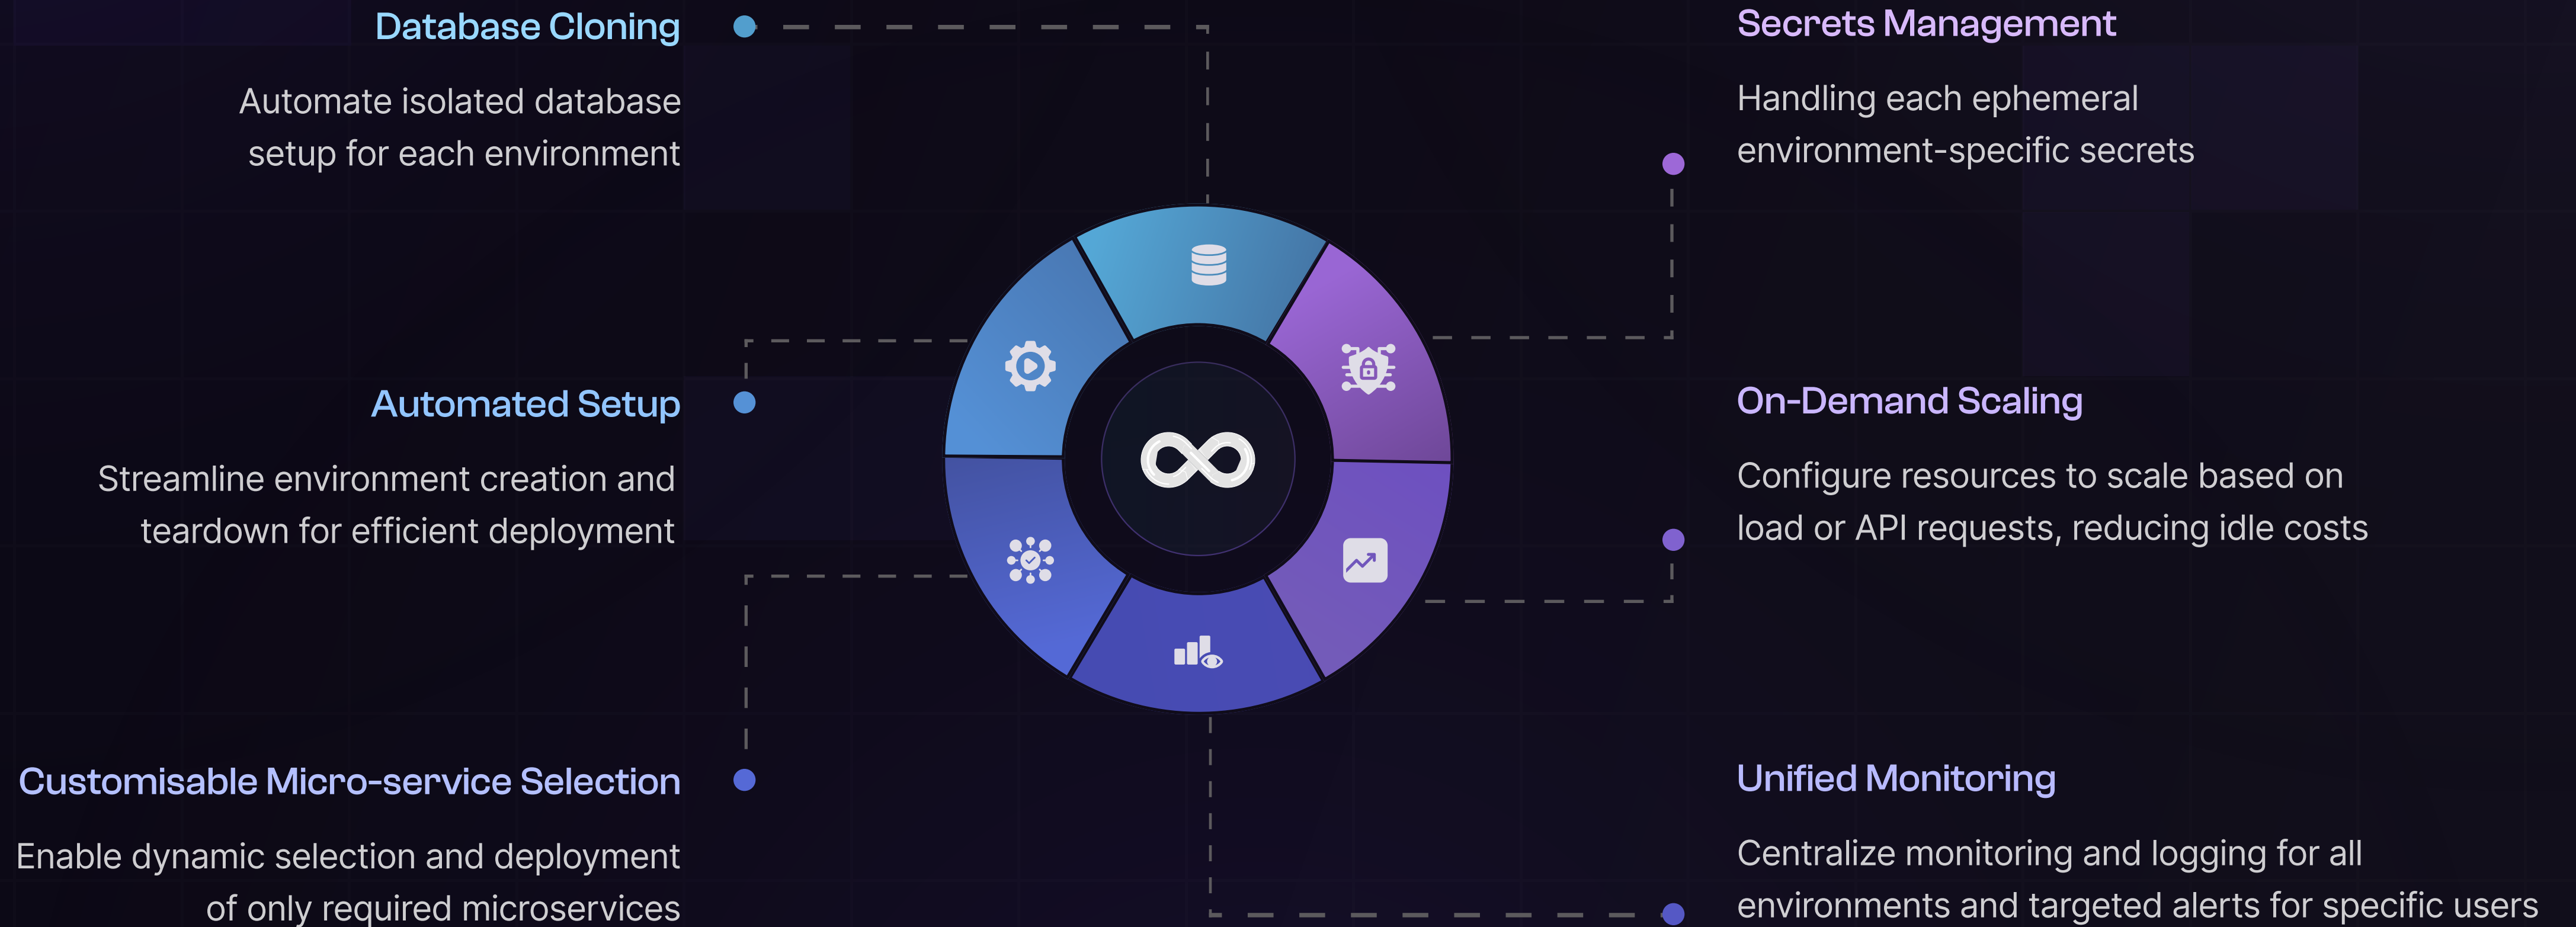 Database Cloning
Automate isolated database
setup for each environment
Automated Setup
Streamline environment creation and
teardown for efficient deployment
Customisable Micro-service Selection
Enable dynamic selection and deployment
of only required microservices
Secrets Management
Handling each ephemeral
environment-specific secrets
On-Demand Scaling
Configure resources to scale based on
load or API requests, reducing idle costs
Unified Monitoring
Centralize monitoring and logging for all
environments and targeted alerts for specific users